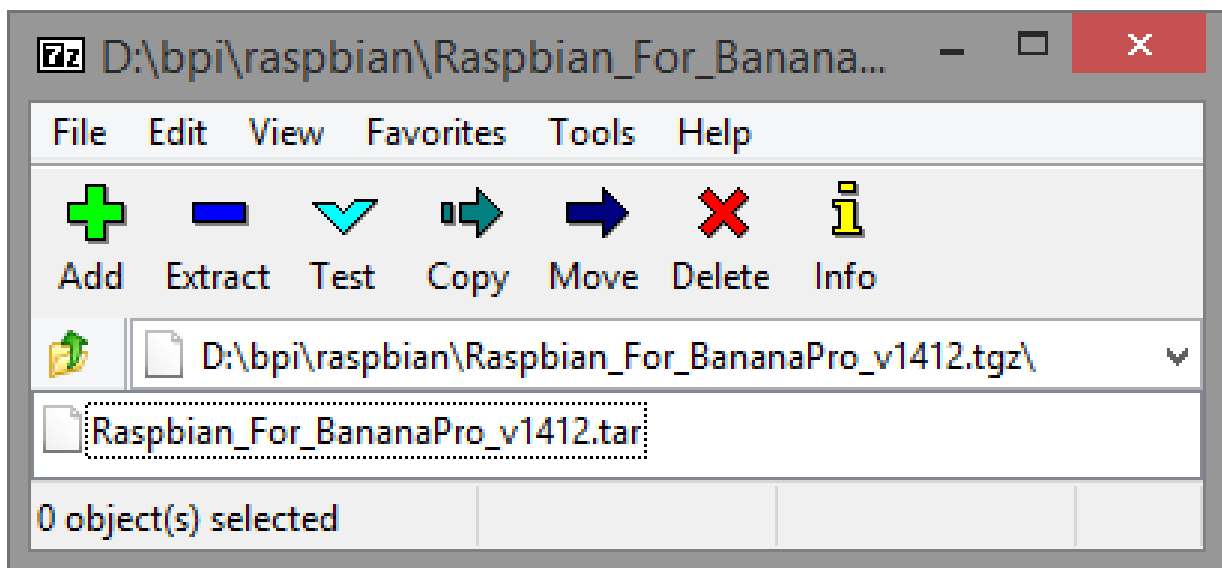 7z D:\bpi\raspbian\Raspbian_For_Banana...
File Edit View Favorites Tools Help
Add Extract Test Copy Move Delete Info
D:\bpi\raspbian\Raspbian_For_BananaPro_v1412.tgz\
Raspbian_For_BananaPro_v1412.tar
0 object(s) selected